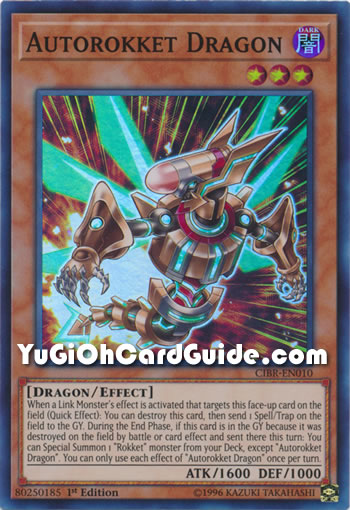 AUTOROKKET DRAGON
DARK
闇
YuGiOhCardGuide.com
CIBR-EN010
[DRAGON/EFFECT]
When a Link Monster's effect is activated that targets this face-up card on the
field (Quick Effect): You can destroy this card, then send 1 Spell/Trap on the
field to the GY. During the End Phase, if this card is in the GY because it was
destroyed on the field by battle or card effect and sent there this turn: You can
Special Summon 1 "Rokket" monster from your Deck, except "Autorokket
Dragon". You can only use each effect of "Autorokket Dragon" once per turn.
ATK/1600 DEF/1000
80250185 1st Edition ©1996 KAZUKI TAKAHASHI